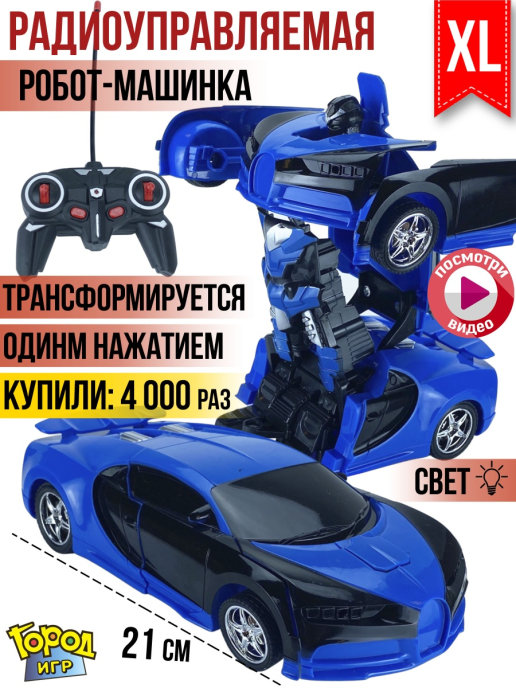 РАДИОУПРАВЛЯЕМАЯ
XL
РОБОТ-МАШИНКА
ТРАНСФОРМИРУЕТСЯ
ОДИНМ НАЖАТИЕМ
КУПИЛИ: 4 000 РАЗ
ПОСМОТРИ
ВИДЕО
СВЕТ
21 СМ
ГОРОД
ИГР